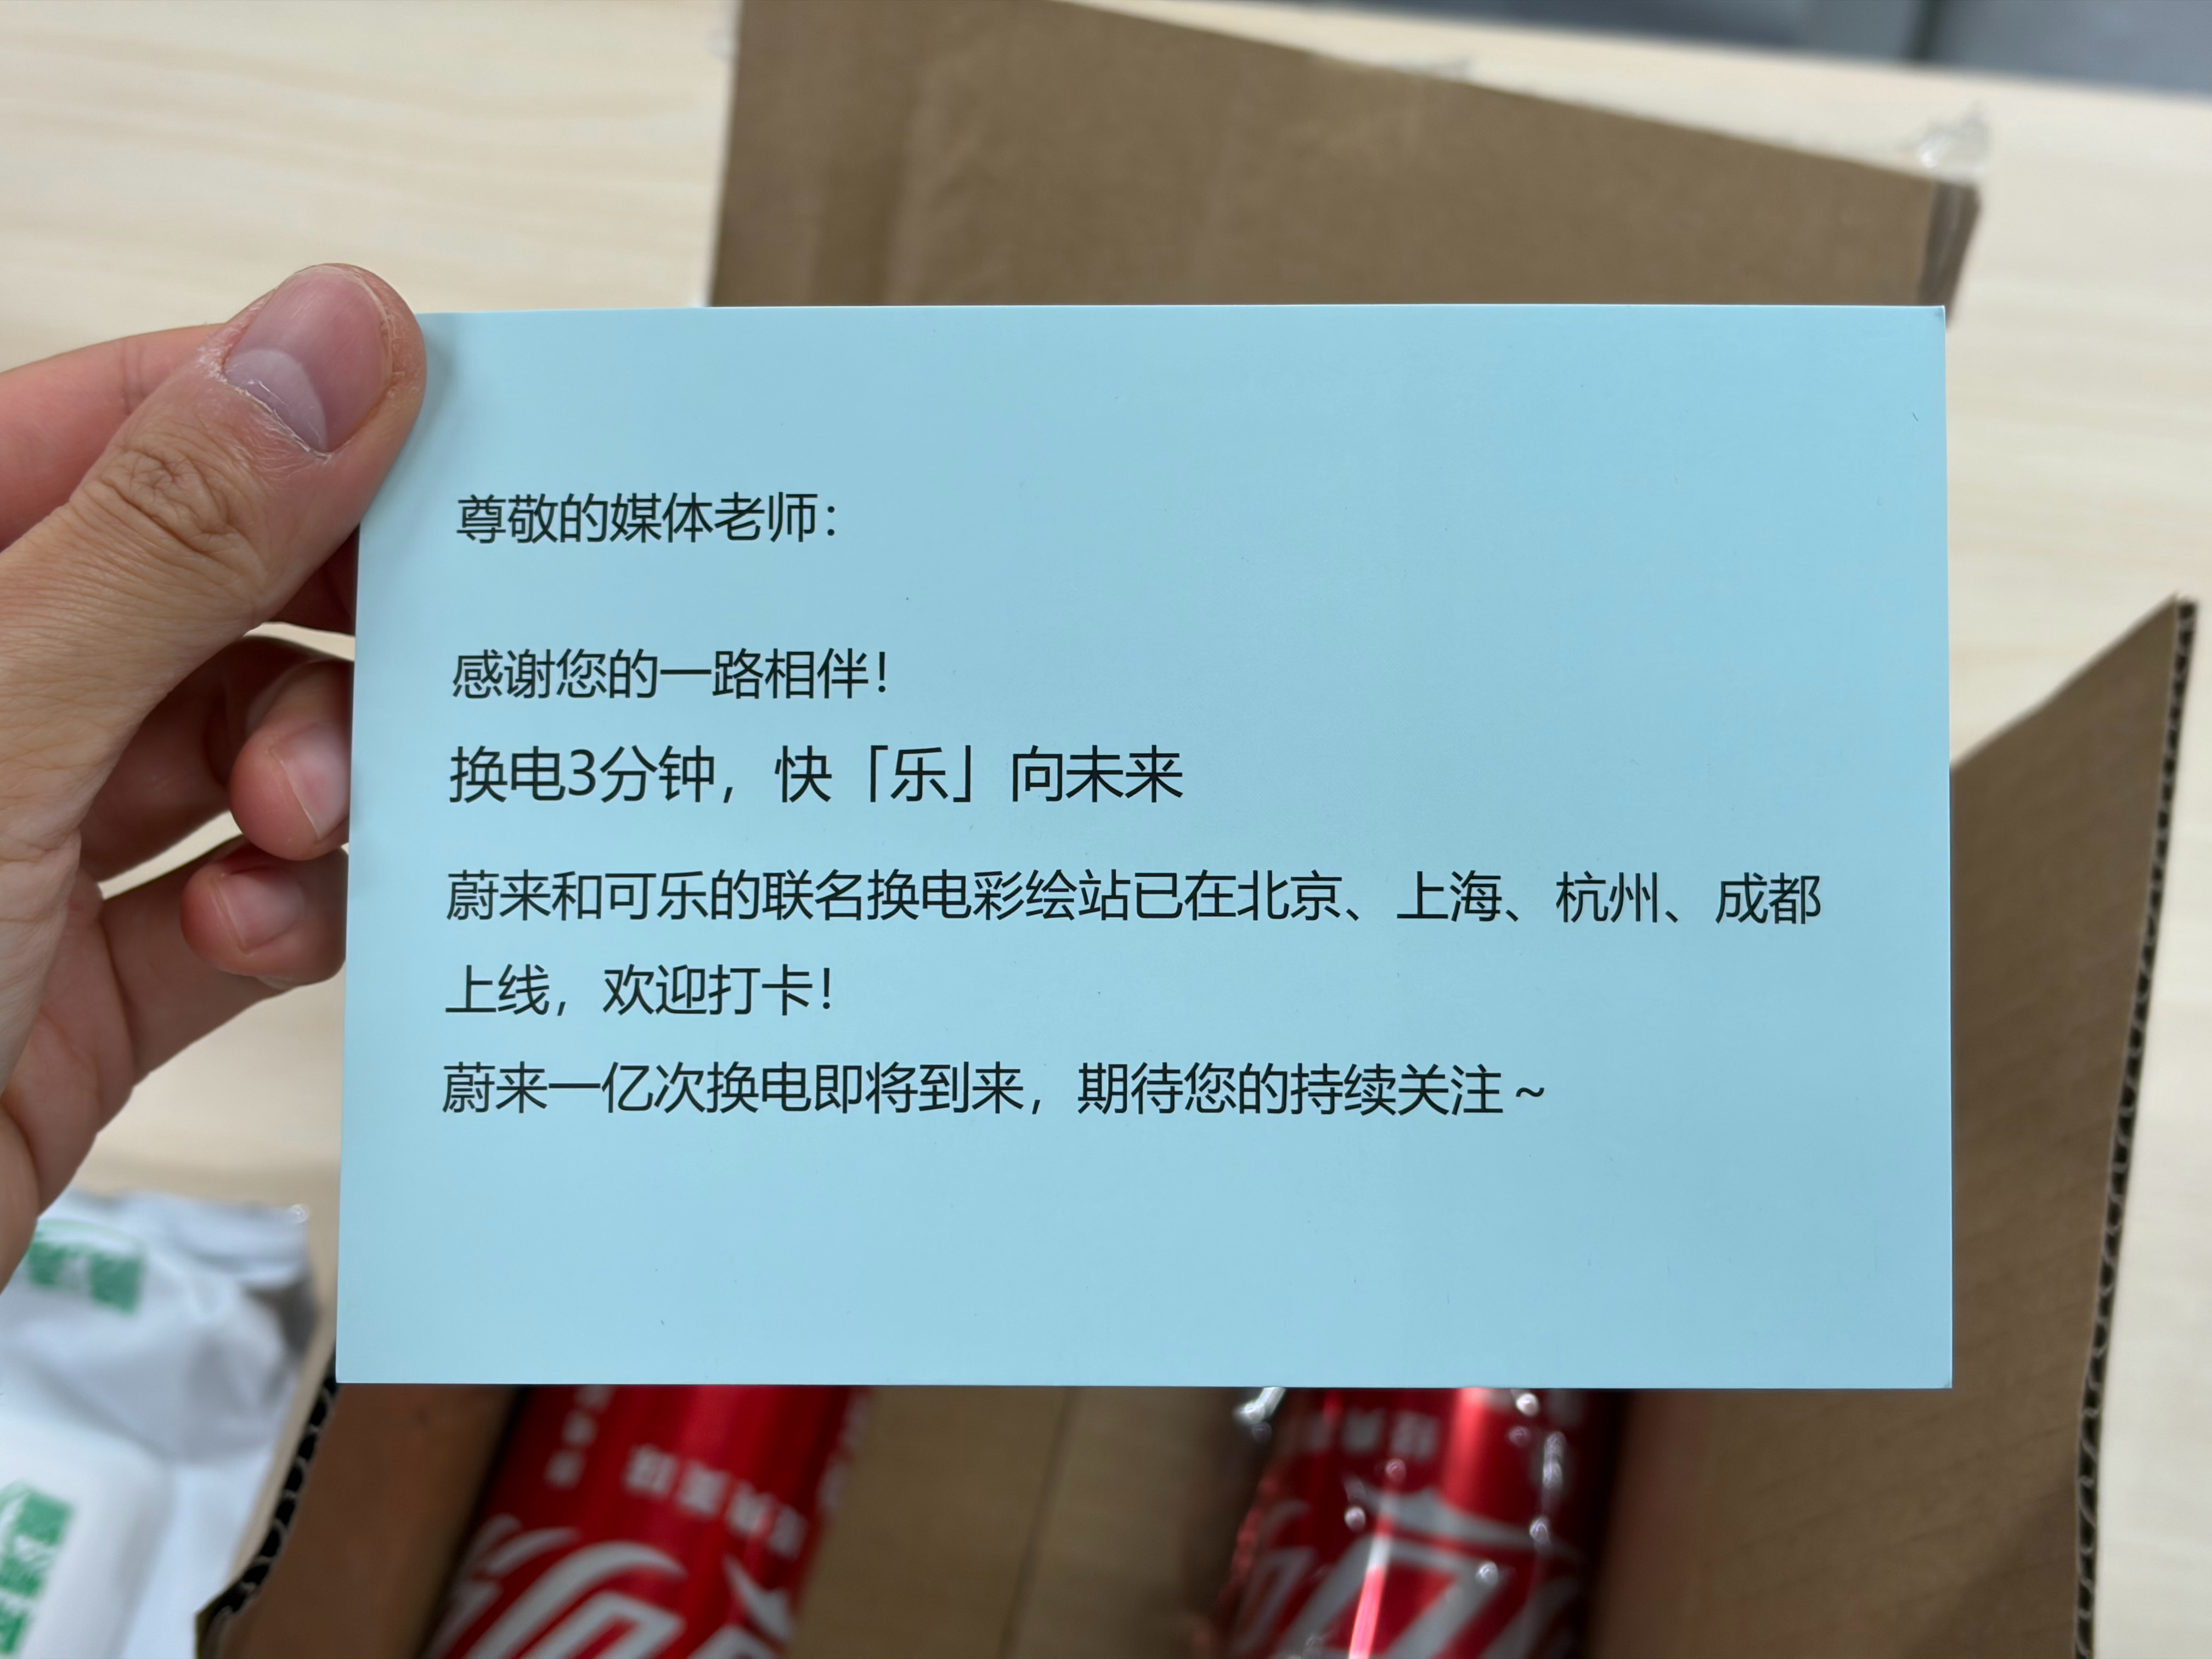 尊敬的媒体老师：
感谢您的一路相伴！
换电3分钟，快「乐」向未来
蔚来和可乐的联名换电彩绘站已在北京、上海、杭州、成都
上线，欢迎打卡！
蔚来一亿次换电即将到来，期待您的持续关注～